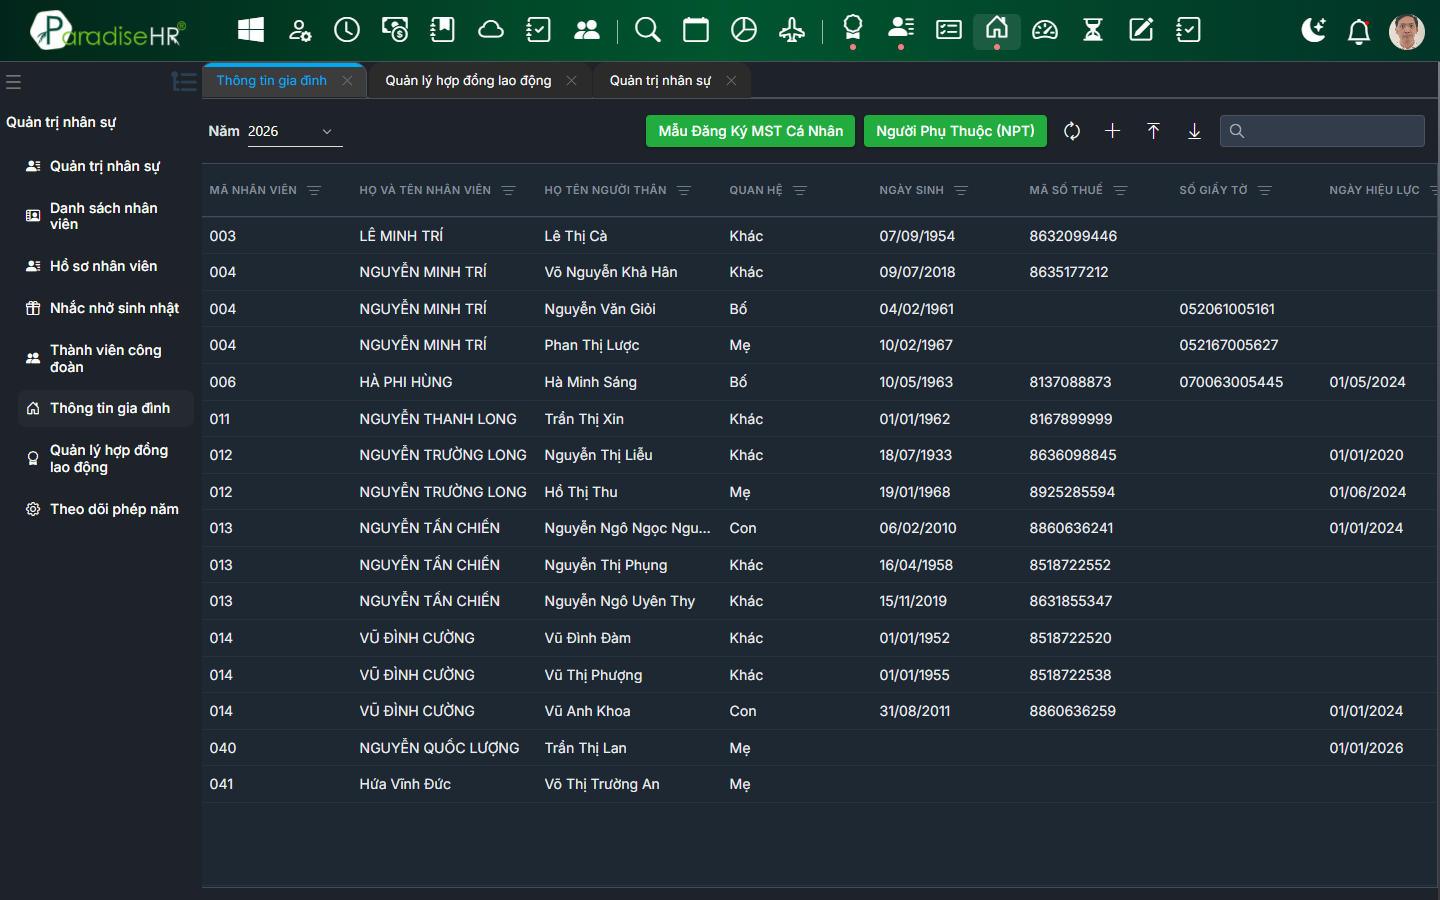 ParadiseHR®
Thông tin gia đình
Quản lý hợp đồng lao động
Quản trị nhân sự
Quản trị nhân sự
Quản trị nhân sự
Danh sách nhân
viên
Hồ sơ nhân viên
Nhắc nhở sinh nhật
Thành viên công
đoàn
Thông tin gia đình
Quản lý hợp đồng
lao động
Theo dõi phép năm
Năm 2026 Mẫu Đăng Ký MST Cá Nhân Người Phụ Thuộc (NPT)
MÃ NHÂN VIÊN HỌ VÀ TÊN NHÂN VIÊN HỌ TÊN NGƯỜI THÂN QUAN HỆ NGÀY SINH MÃ SỐ THUẾ SỐ GIẤY TỜ NGÀY HIỆU LỰC
003 LÊ MINH TRÍ Lê Thị Cà Khác 07/09/1954 8632099446
004 NGUYỄN MINH TRÍ Võ Nguyễn Khả Hân Khác 09/07/2018 8635177212
004 NGUYỄN MINH TRÍ Nguyễn Văn Giỏi Bố 04/02/1961 052061005161
004 NGUYỄN MINH TRÍ Phan Thị Lược Mẹ 10/02/1967 052167005627
006 HÀ PHI HÙNG Hà Minh Sáng Bố 10/05/1963 8137088873 070063005445 01/05/2024
011 NGUYỄN THANH LONG Trần Thị Xin Khác 01/01/1962 8167899999
012 NGUYỄN TRƯỜNG LONG Nguyễn Thị Liễu Khác 18/07/1933 8636098845 01/01/2020
012 NGUYỄN TRƯỜNG LONG Hồ Thị Thu Mẹ 19/01/1968 8925285594 01/06/2024
013 NGUYỄN TẤN CHIẾN Nguyễn Ngô Ngọc Ngu... Con 06/02/2010 8860636241 01/01/2024
013 NGUYỄN TẤN CHIẾN Nguyễn Thị Phụng Khác 16/04/1958 8518722552
013 NGUYỄN TẤN CHIẾN Nguyễn Ngô Uyên Thy Khác 15/11/2019 8631855347
014 VŨ ĐÌNH CƯỜNG Vũ Đình Đàm Khác 01/01/1952 8518722520
014 VŨ ĐÌNH CƯỜNG Vũ Thị Phượng Khác 01/01/1955 8518722538
014 VŨ ĐÌNH CƯỜNG Vũ Anh Khoa Con 31/08/2011 8860636259 01/01/2024
040 NGUYỄN QUỐC LƯỢNG Trần Thị Lan Mẹ 01/01/2026
041 Hứa Vĩnh Đức Võ Thị Trường An Mẹ